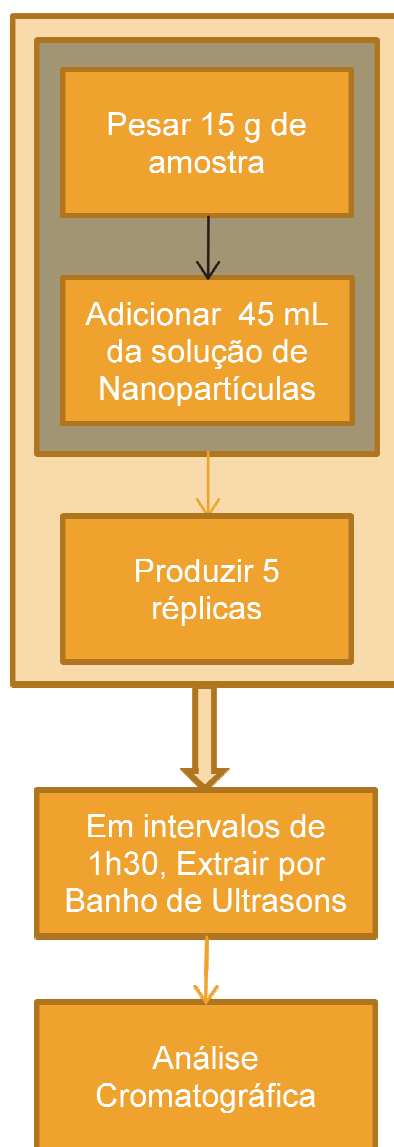 Pesar 15 g de
amostra
Adicionar 45 mL
da solução de
Nanopartículas
Produzir 5
réplicas
Em intervalos de
1h30, Extrair por
Banho de Ultrasons
Análise
Cromatográfica